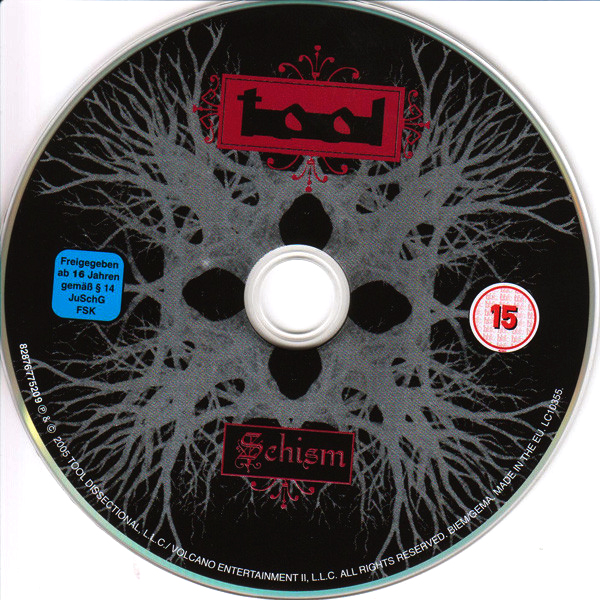 tool
Freigegeben
ab 16 Jahren
gemäß § 14
JuSchG
FSK
15
Schism
82876775209 ℗ & © 2005 TOOL DISSECTIONAL, L.L.C./ VOLCANO ENTERTAINMENT II, L.L.C. ALL RIGHTS RESERVED. BIEM/GEMA. MADE IN THE EU. LC10355.